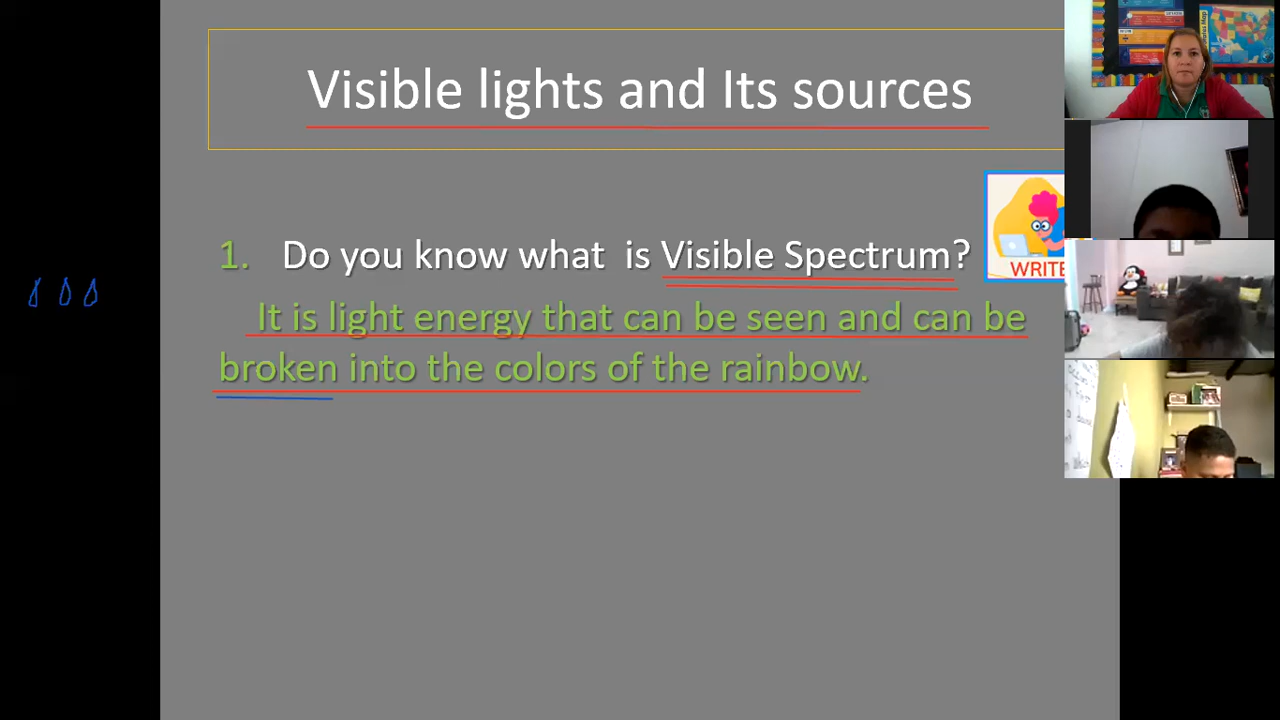 Visible lights and Its sources
1. Do you know what is Visible Spectrum?
WRITE
It is light energy that can be seen and can be
broken into the colors of the rainbow.